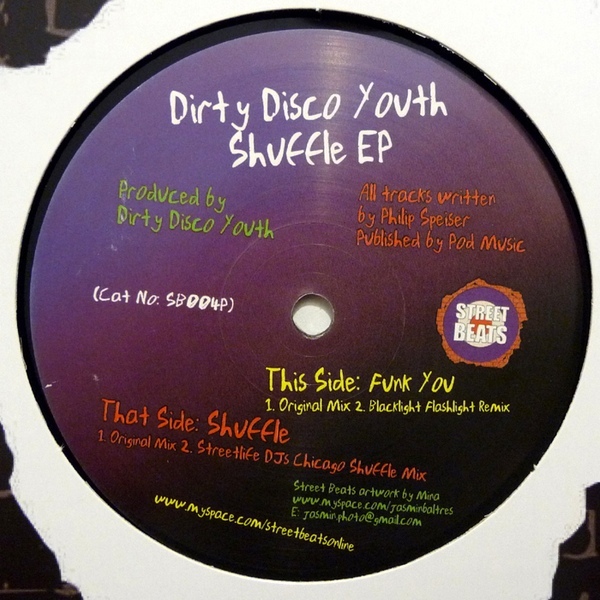 Dirty Disco Youth
Shuffle EP
Produced by
Dirty Disco Youth
All tracks written
by Philip Speiser
Published by Pod Music
(Cat No: SB004P)
STREET
BEATS
This Side: Funk You
1. Original Mix 2. Blacklight Flashlight Remix
That Side: Shuffle
1. Original Mix 2. Streetlife DJs Chicago Shuffle Mix
Street Beats artwork by Mina
www.myspace.com/jasminbaltres
E: jasmin.photo@gmail.com
www.myspace.com/streetbeatsonline